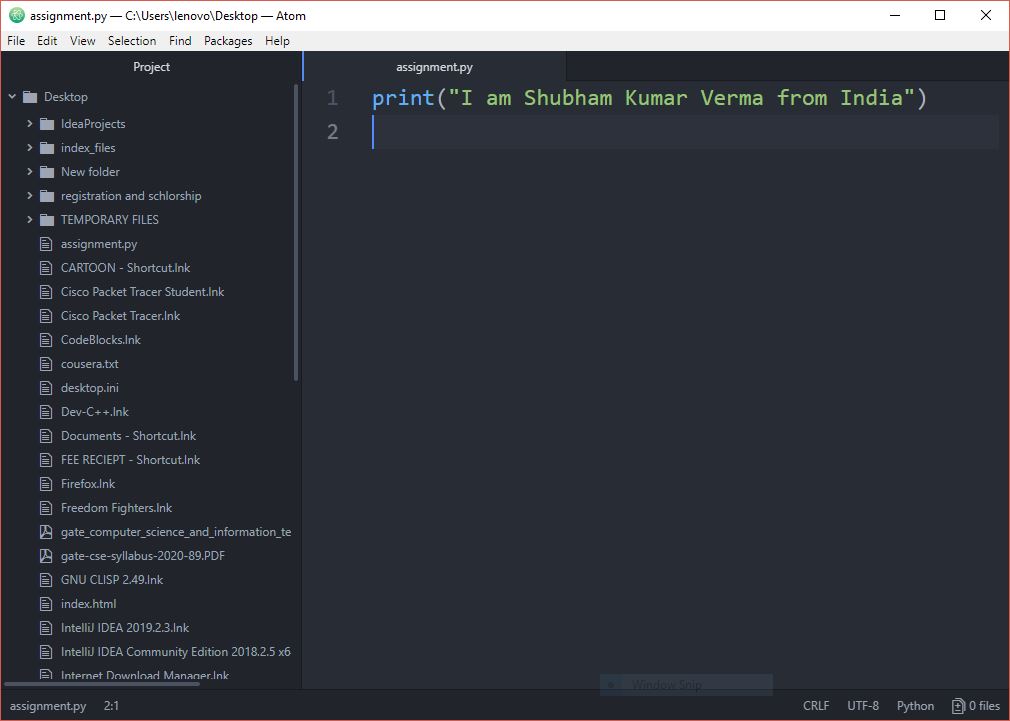 assignment.py — C:\Users\lenovo\Desktop — Atom
File Edit View Selection Find Packages Help
Project
Desktop
IdeaProjects
index_files
New folder
registration and schlorship
TEMPORARY FILES
assignment.py
CARTOON - Shortcut.lnk
Cisco Packet Tracer Student.lnk
Cisco Packet Tracer.lnk
CodeBlocks.lnk
cousera.txt
desktop.ini
Dev-C++.lnk
Documents - Shortcut.lnk
FEE RECIEPT - Shortcut.lnk
Firefox.lnk
Freedom Fighters.lnk
gate_computer_science_and_information_te
gate-cse-syllabus-2020-89.PDF
GNU CLISP 2.49.lnk
index.html
IntelliJ IDEA 2019.2.3.lnk
IntelliJ IDEA Community Edition 2018.2.5 x6
Internet Download Manager.lnk
assignment.py
1 print("I am Shubham Kumar Verma from India")
2
Window Snip
assignment.py 2:1 CRLF UTF-8 Python 0 files